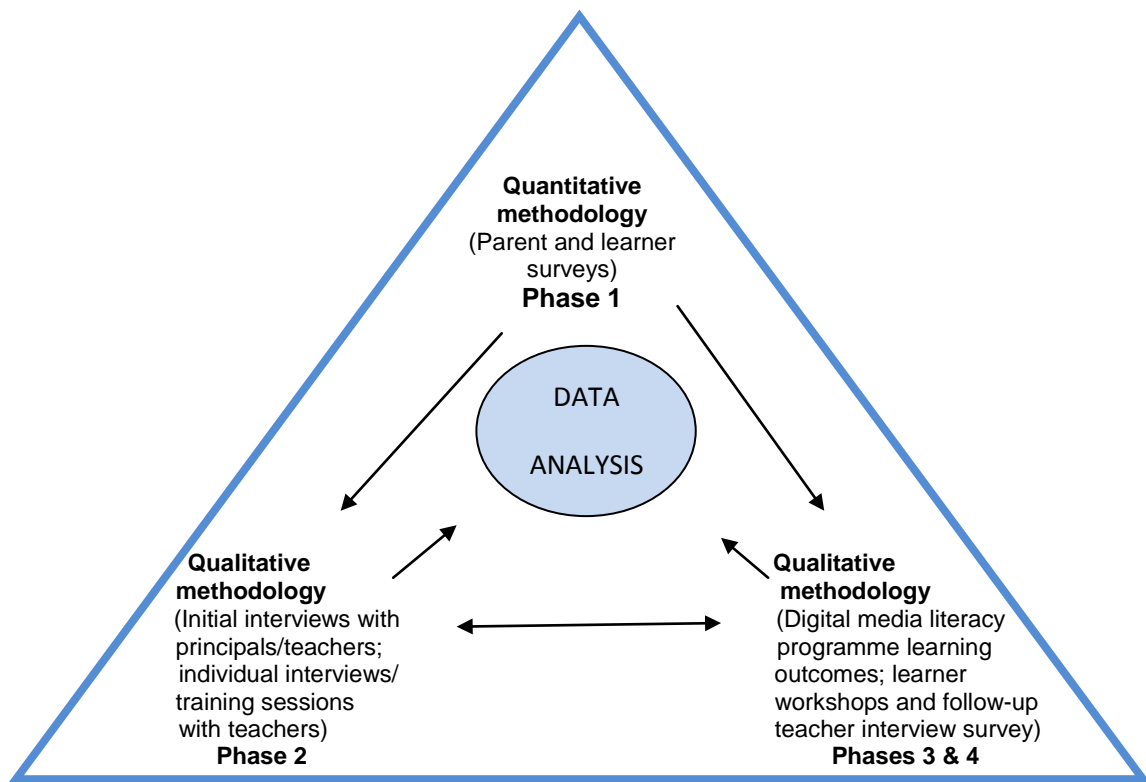 Quantitative
methodology
(Parent and learner
surveys)
Phase 1
DATA
ANALYSIS
Qualitative
methodology
(Initial interviews with
principals/teachers;
individual interviews/
training sessions
with teachers)
Phase 2
Qualitative
methodology
(Digital media literacy
programme learning
outcomes; learner
workshops and follow-up
teacher interview survey)
Phases 3 & 4